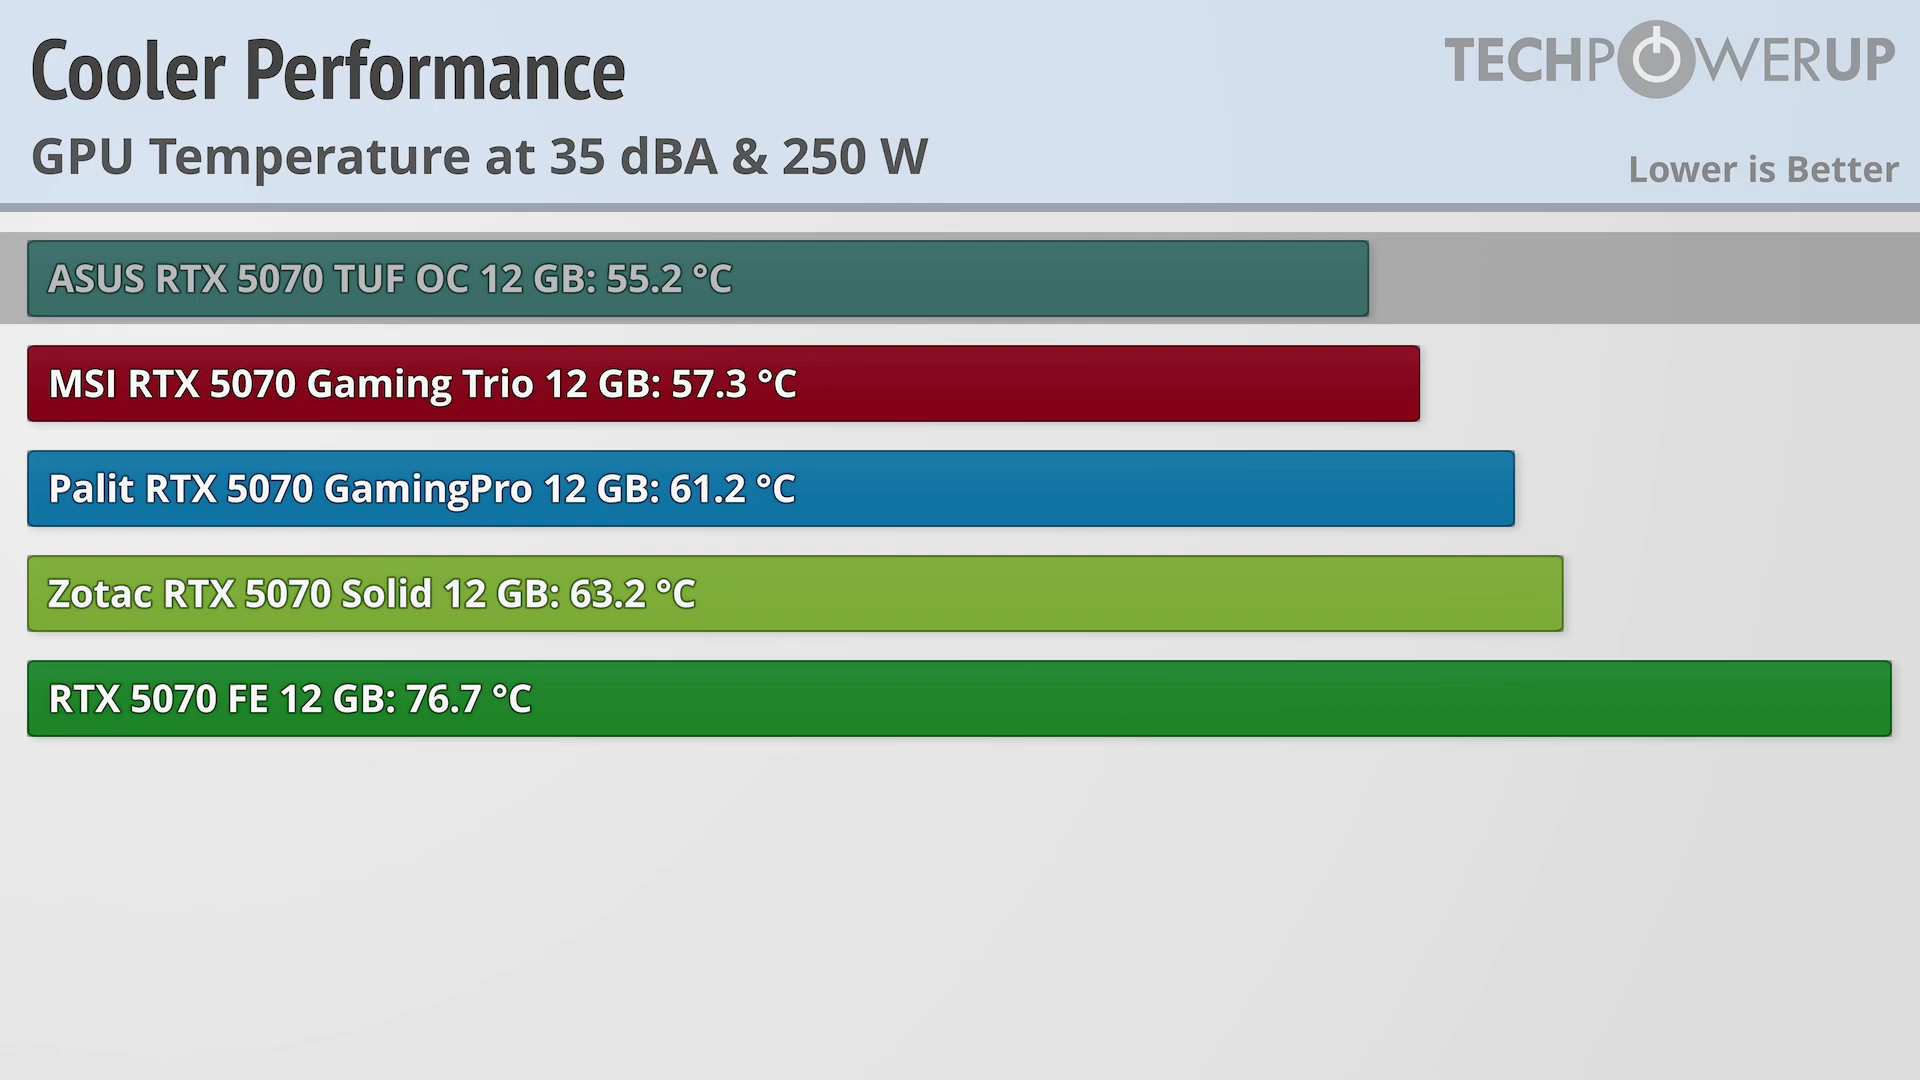 Cooler Performance
TECHPOWERUP
GPU Temperature at 35 dBA & 250 W
Lower is Better
ASUS RTX 5070 TUF OC 12 GB: 55.2 °C
MSI RTX 5070 Gaming Trio 12 GB: 57.3 °C
Palit RTX 5070 GamingPro 12 GB: 61.2 °C
Zotac RTX 5070 Solid 12 GB: 63.2 °C
RTX 5070 FE 12 GB: 76.7 °C